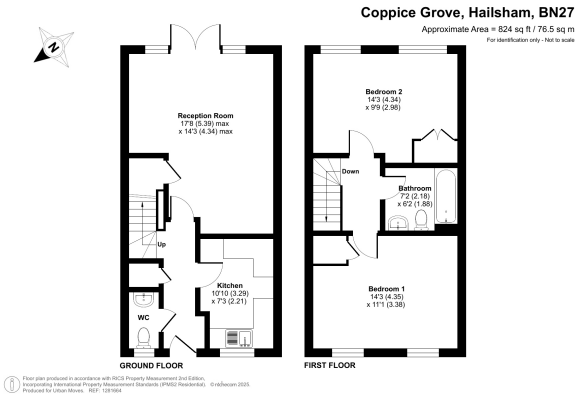 Coppice Grove, Hailsham, BN27
Approximate Area = 824 sq ft / 76.5 sq m
For identification only - Not to scale
N
Reception Room
17'8 (5.39) max
x 14'3 (4.34) max
Up
Kitchen
10'10 (3.29)
x 7'3 (2.21)
WC
GROUND FLOOR
Bedroom 2
14'3 (4.34)
x 9'9 (2.98)
Down
Bathroom
7'2 (2.18)
x 6'2 (1.88)
Bedroom 1
14'3 (4.35)
x 11'1 (3.38)
FIRST FLOOR
Floor plan produced in accordance with RICS Property Measurement 2nd Edition,
Incorporating International Property Measurement Standards (IPMS2 Residential). © nichecom 2025.
Produced for Urban Moves. REF: 1281604